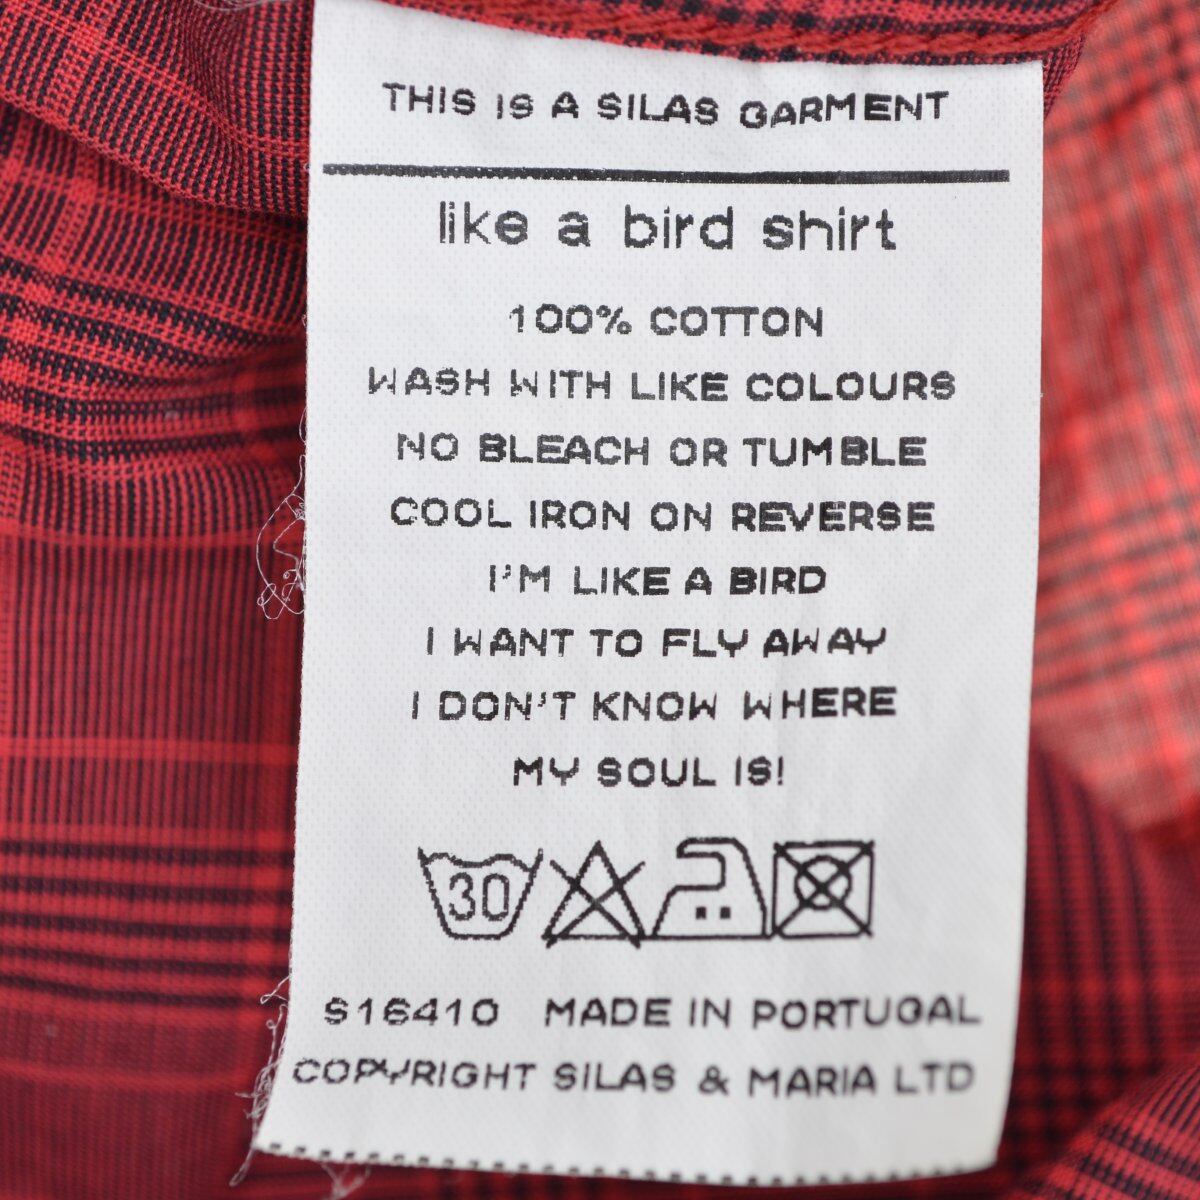 THIS IS A SILAS GARMENT
like a bird shirt
100% COTTON
WASH WITH LIKE COLOURS
NO BLEACH OR TUMBLE
COOL IRON ON REVERSE
I'M LIKE A BIRD
I WANT TO FLY AWAY
I DON'T KNOW WHERE
MY SOUL IS!
30
S16410 MADE IN PORTUGAL
COPYRIGHT SILAS & MARIA LTD